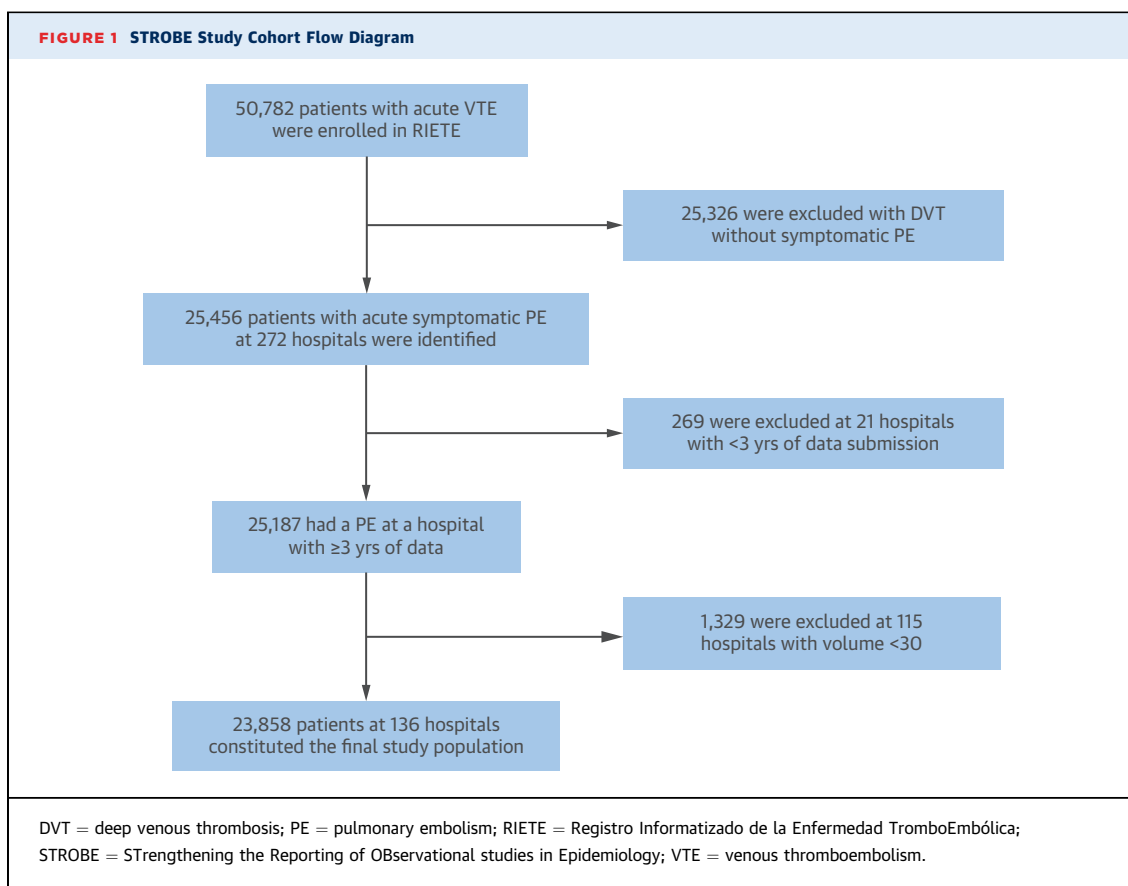 FIGURE 1 STROBE Study Cohort Flow Diagram
50,782 patients with acute VTE
were enrolled in RIETE
25,326 were excluded with DVT
without symptomatic PE
25,456 patients with acute symptomatic PE
at 272 hospitals were identified
269 were excluded at 21 hospitals
with <3 yrs of data submission
25,187 had a PE at a hospital
with ≥3 yrs of data
1,329 were excluded at 115
hospitals with volume <30
23,858 patients at 136 hospitals
constituted the final study population
DVT = deep venous thrombosis; PE = pulmonary embolism; RIETE = Registro Informatizado de la Enfermedad TromboEmbólica;
STROBE = STrengthening the Reporting of OBservational studies in Epidemiology; VTE = venous thromboembolism.